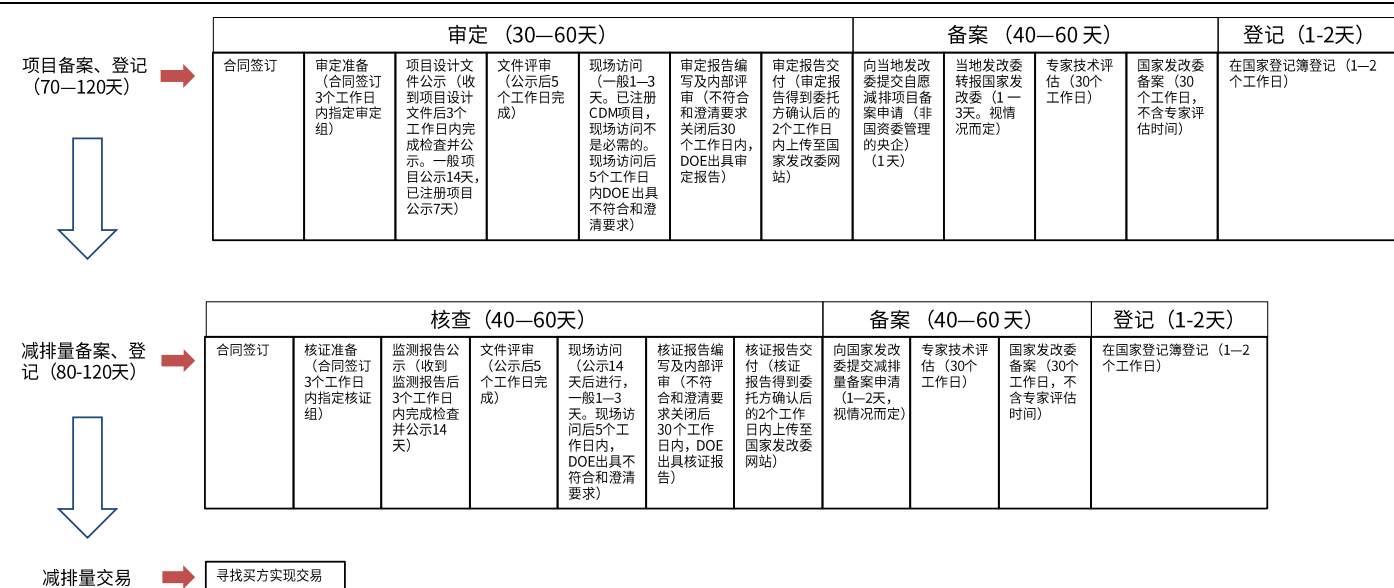 审定（30—60天）
备案（40—60 天）
登记（1-2天）
项目备案、登记
（70—120天）
合同签订
审定准备
（合同签订
3个工作日
内指定审定
组）
项目设计文
件公示（收
到项目设计
文件后3个
工作日内完
成检查并公
示。一般项
目公示14天，
已注册项目
公示7天）
文件评审
（公示后5
个工作日完
成）
现场访问
（一般1—3
天。已注册
CDM项目，
现场访问不
是必需的。
现场访问后
5个工作日
内DOE出具
不符合和澄
清要求）
审定报告编
写及内部评
审（不符合
和澄清要求
关闭后30
个工作日内，
DOE出具审
定报告）
审定报告交
付（审定报
告得到委托
方确认后的
2个工作日
内上传至国
家发改委网
站）
向当地发改
委提交自愿
减排项目备
案申请（非
国资委管理
的央企）
（1天）
当地发改委
转报国家发
改委（1 —
3天。视情
况而定）
专家技术评
估（30个
工作日）
国家发改委
备案（30
个工作日，
不含专家评
估时间）
在国家登记簿登记（1—2
个工作日）
核查（40—60天）
备案（40—60 天）
登记（1-2天）
减排量备案、登
记（80-120天）
合同签订
核证准备
（合同签订
3个工作日
内指定核证
组）
监测报告公
示（收到
监测报告后
3个工作日
内完成检查
并公示14
天）
文件评审
（公示后5
个工作日完
成）
现场访问
（公示14
天后进行，
一般1—3
天。现场访
问后5个工
作日内，
DOE出具不
符合和澄清
要求）
核证报告编
写及内部评
审（不符
合和澄清要
求关闭后
30个工作
日内，DOE
出具核证报
告）
核证报告交
付（核证
报告得到委
托方确认后
的2个工作
日内上传至
国家发改委
网站）
向国家发改
委提交减排
量备案申请
（1—2天，
视情况而定）
专家技术评
估（30个
工作日）
国家发改委
备案（30个
工作日，不
含专家评估
时间）
在国家登记簿登记（1—2
个工作日）
减排量交易
寻找买方实现交易